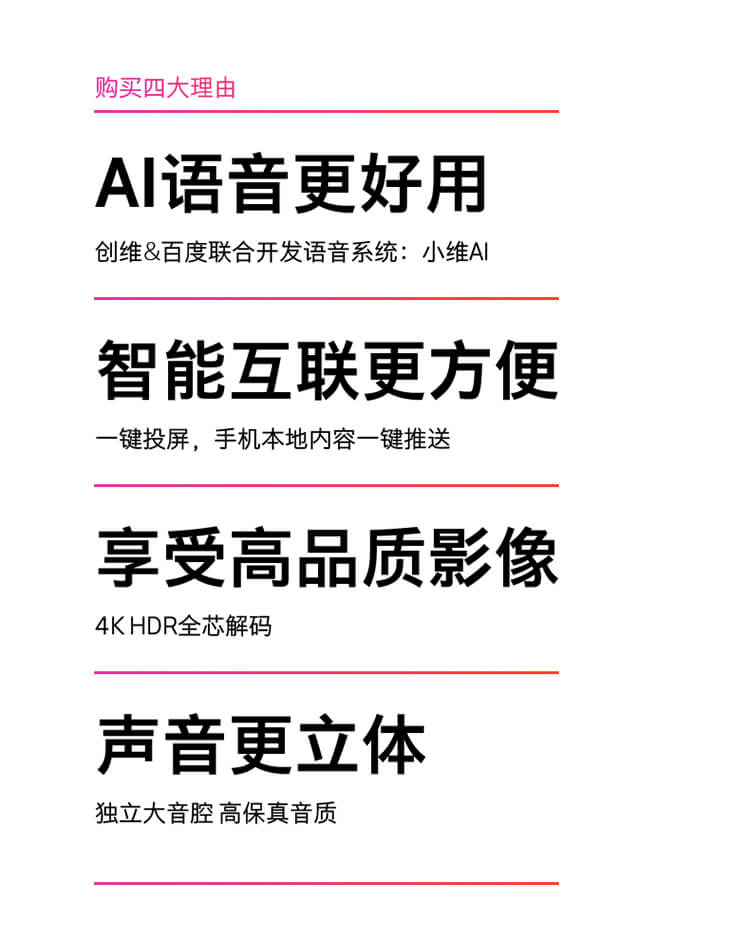 购买四大理由
AI语音更好用
创维&百度联合开发语音系统：小维AI
智能互联更方便
一键投屏，手机本地内容一键推送
享受高品质影像
4K HDR全芯解码
声音更立体
独立大音腔 高保真音质